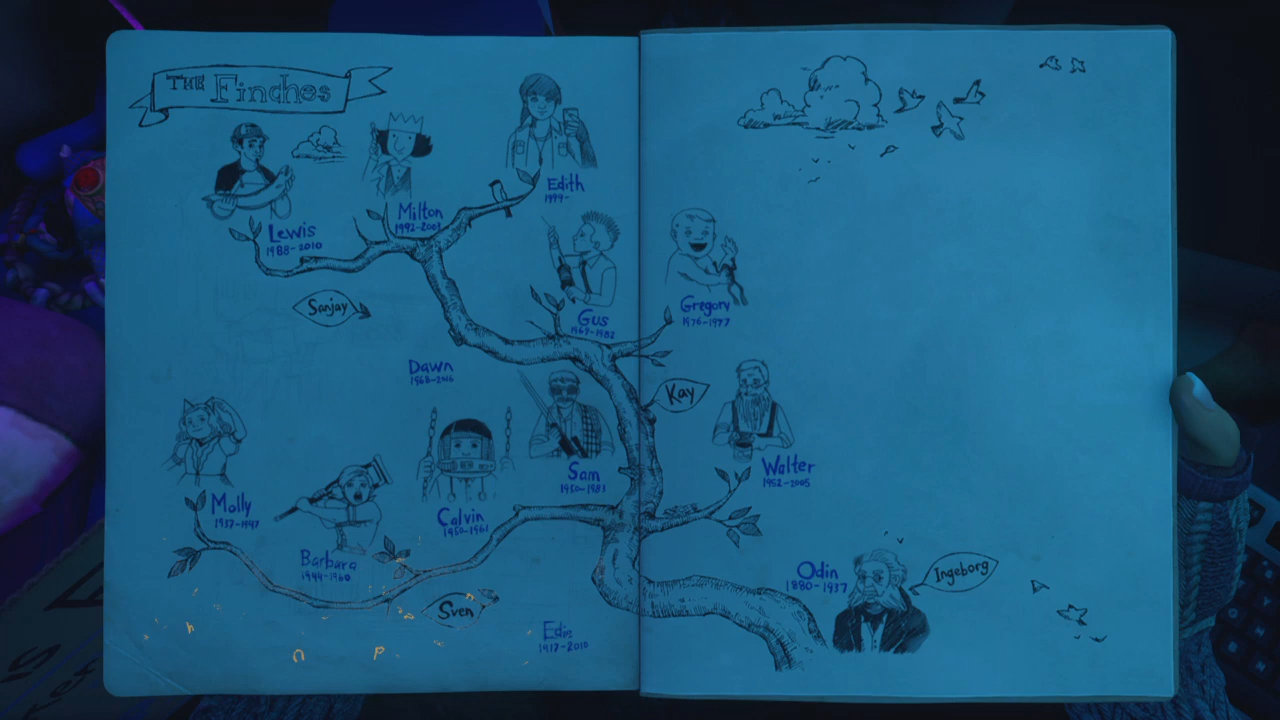 THE Finches
Edith
1999-
Lewis
1988-2010
Milton
1992-2003
Sanjay
Gus
1969-1982
Gregory
1976-1977
Dawn
1968-2016
Kay
Sam
1950-1983
Walter
1952-2005
Molly
1937-1947
Barbara
1944-1960
Calvin
1950-1961
Sven
Edie
1917-2010
Odin
1880-1937
Ingeborg